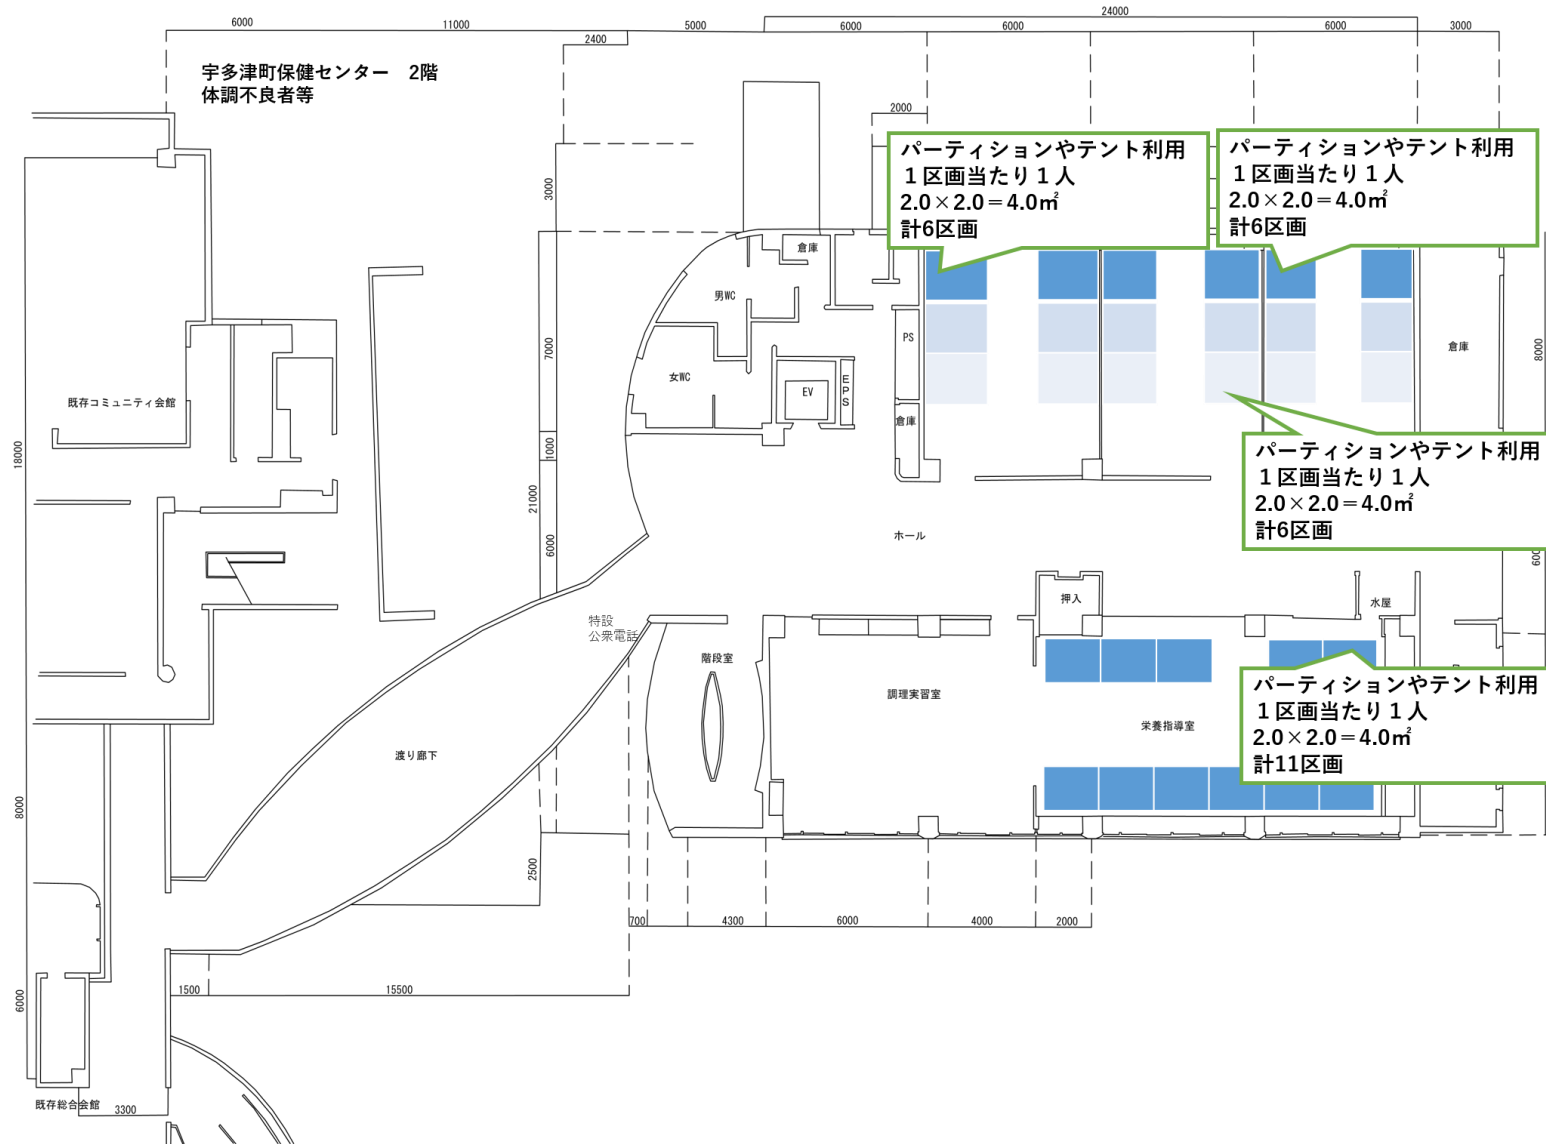 24000
6000
11000
5000
6000
6000
6000
3000
2400
宇多津町保健センター　2階
体調不良者等
2000
パーティションやテント利用
１区画当たり１人
2.0×2.0＝4.0㎡
計6区画
パーティションやテント利用
１区画当たり１人
2.0×2.0＝4.0㎡
計6区画
3000
倉庫
男WC
7000
PS
倉庫
8000
女WC
EV
EPS
既存コミュニティ会館
倉庫
18000
1000
パーティションやテント利用
１区画当たり１人
2.0×2.0＝4.0㎡
計6区画
21000
ホール
6000
押入
水屋
特設
公衆電話
階段室
調理実習室
パーティションやテント利用
１区画当たり１人
2.0×2.0＝4.0㎡
計11区画
栄養指導室
渡り廊下
8000
2500
700
4300
6000
4000
2000
6000
1500
15500
既存総合会館
3300